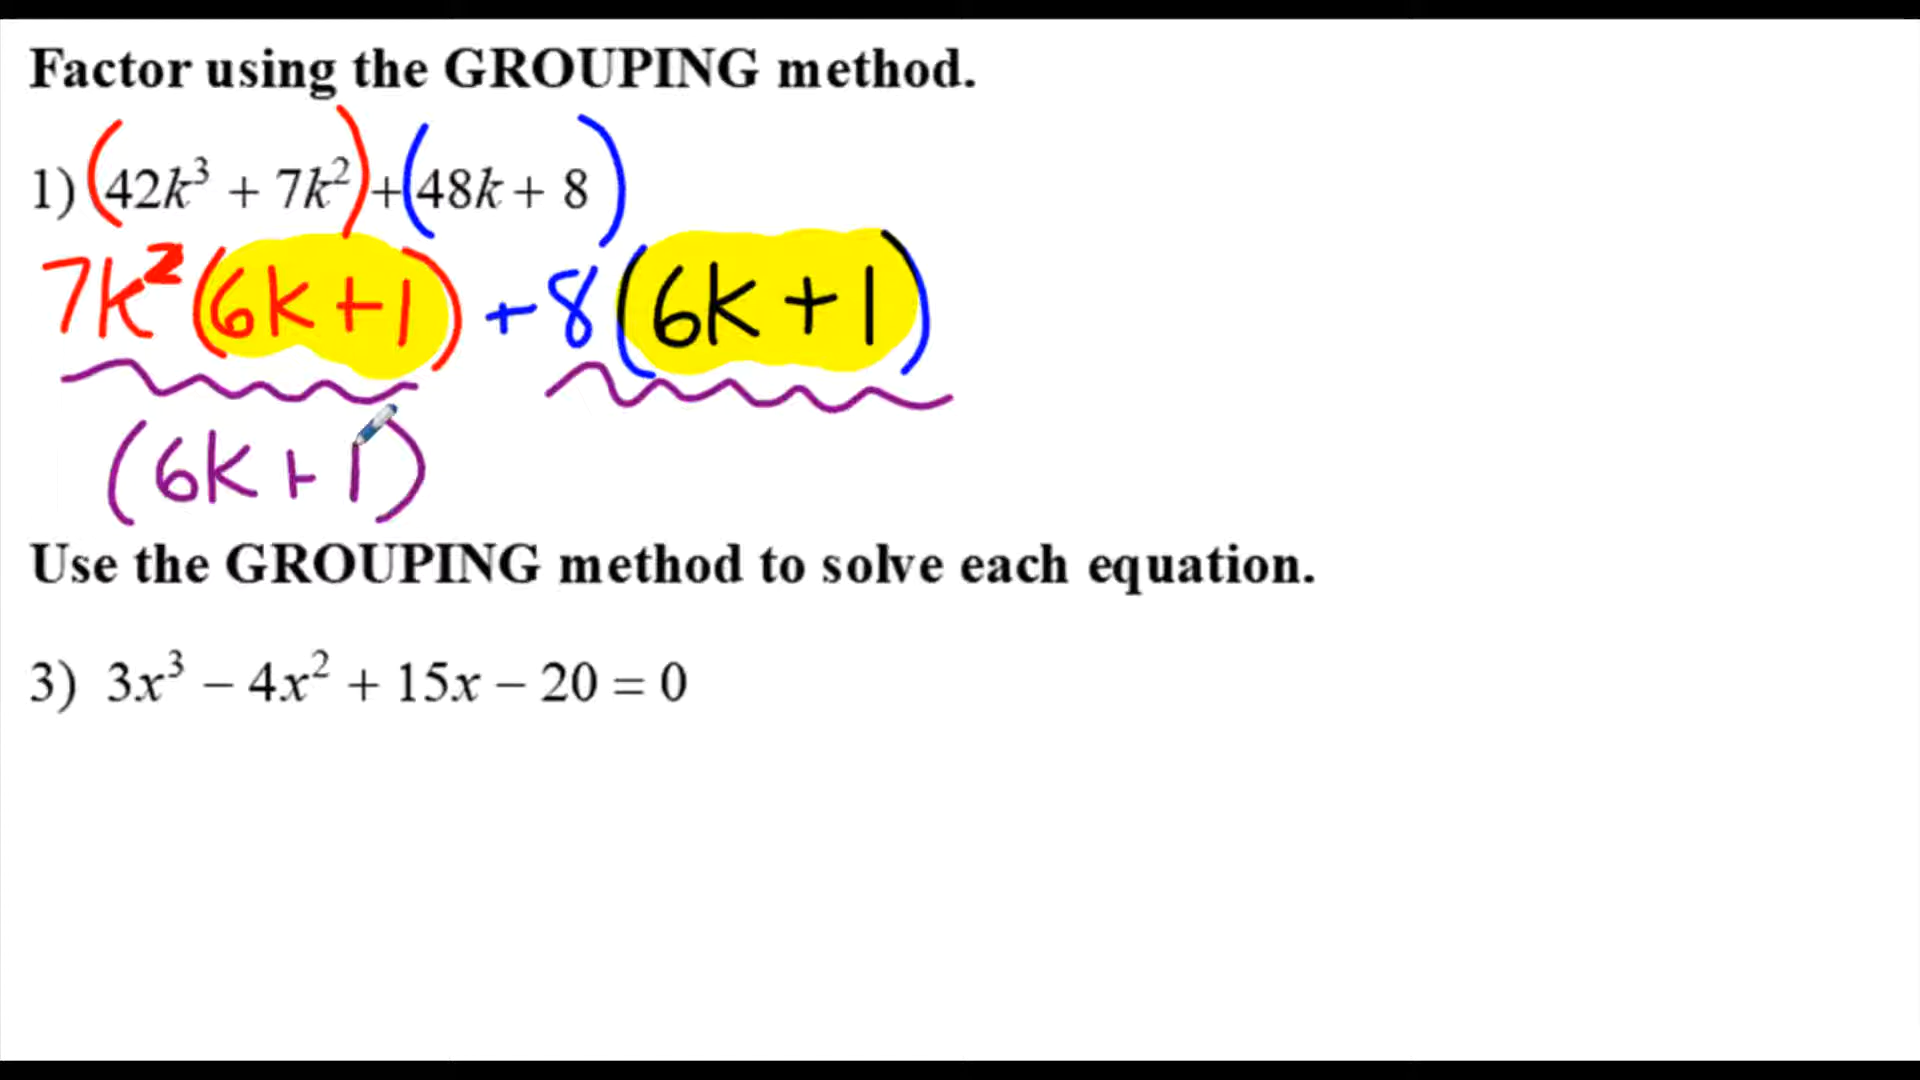 Factor using the GROUPING method.
1) (42k³ + 7k²) + (48k + 8)
7k²(6k+1) + 8(6k+1)
(6k+1)
Use the GROUPING method to solve each equation.
3) 3x³ − 4x² + 15x − 20 = 0